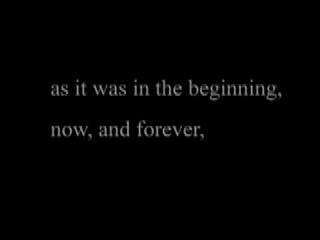 as it was in the beginning,
now, and forever,